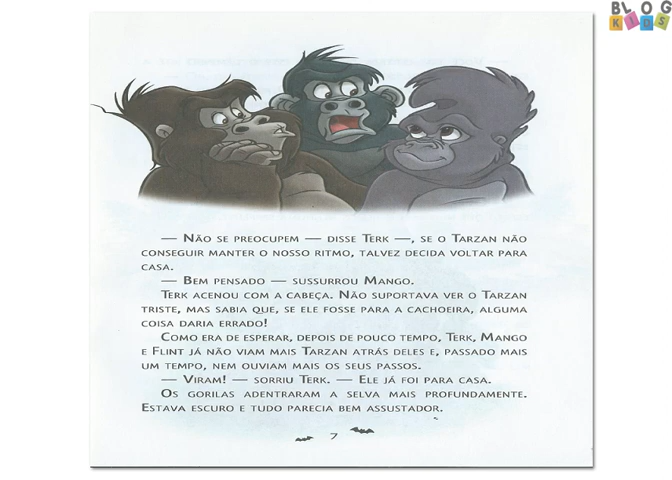 BLOG
KIDS
— Não se preocupem — disse Terk —, se o Tarzan não
conseguir manter o nosso ritmo, talvez decida voltar para
casa.
— Bem pensado — sussurrou Mango.
Terk acenou com a cabeça. Não suportava ver o Tarzan
triste, mas sabia que, se ele fosse para a cachoeira, alguma
coisa daria errado!
Como era de esperar, depois de pouco tempo, Terk, Mango
e Flint já não viam mais Tarzan atrás deles e, passado mais
um tempo, nem ouviam mais os seus passos.
— Viram! — sorriu Terk. — Ele já foi para casa.
Os gorilas adentraram a selva mais profundamente.
Estava escuro e tudo parecia bem assustador.
7